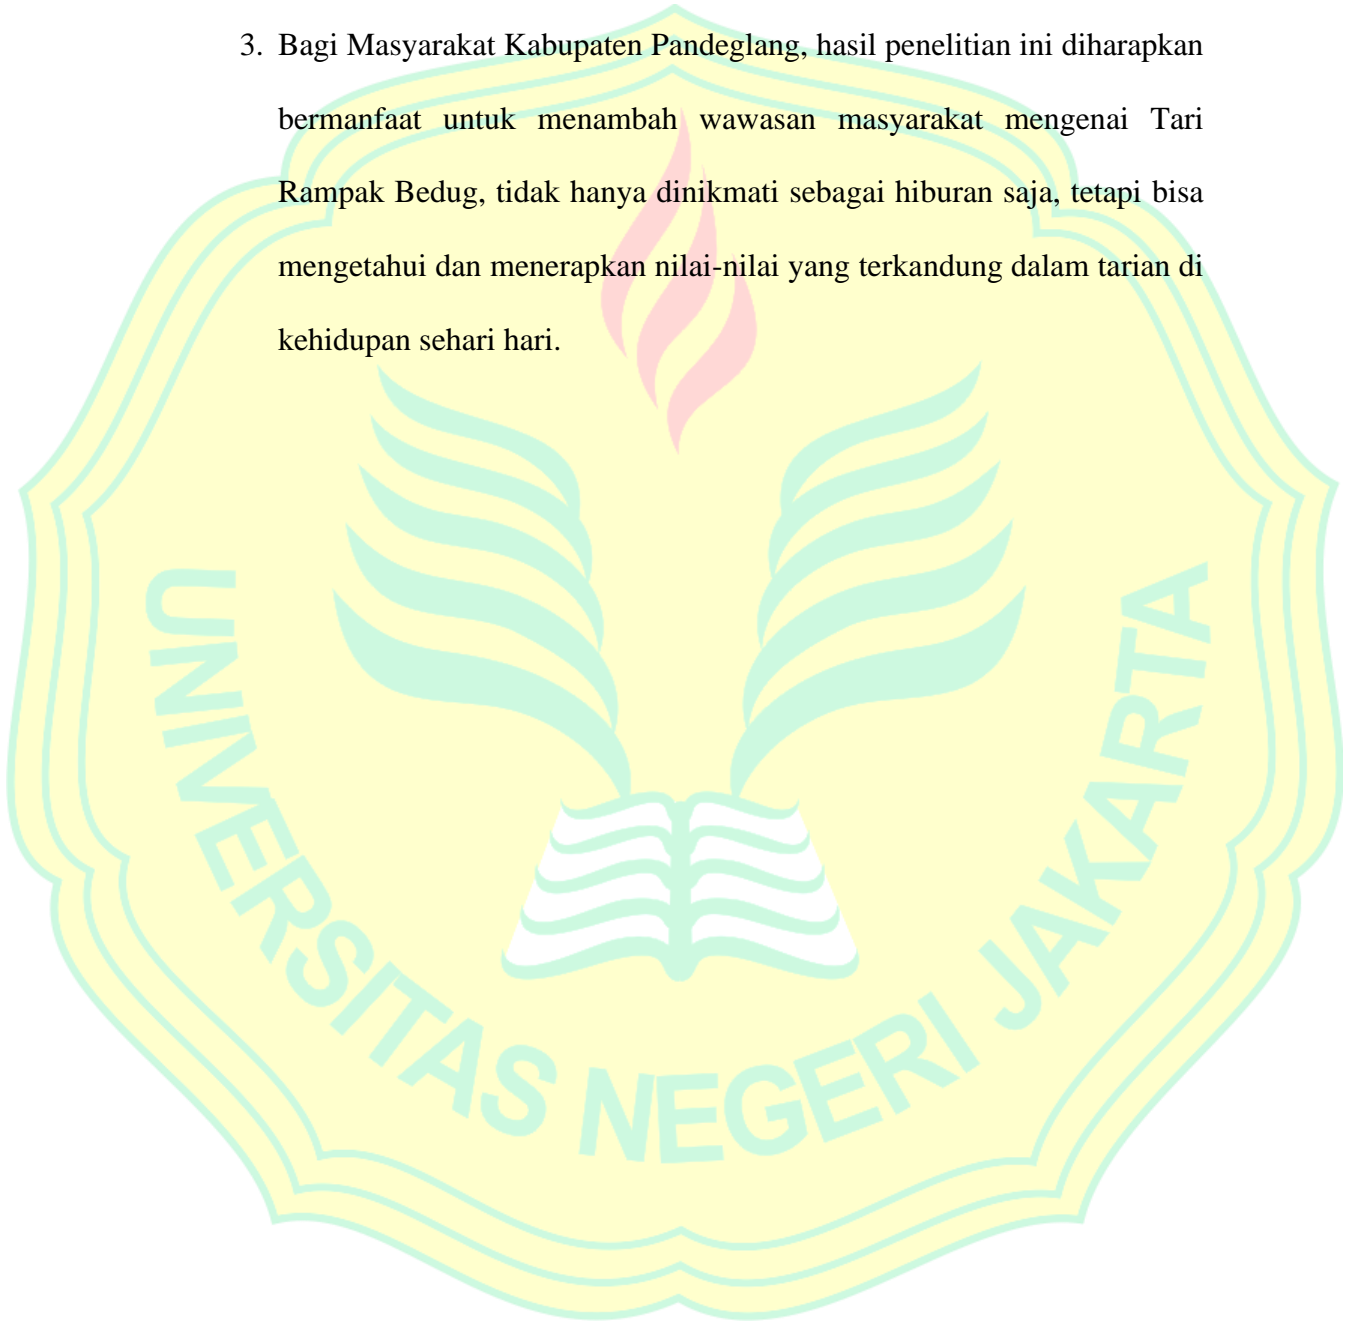 3. Bagi Masyarakat Kabupaten Pandeglang, hasil penelitian ini diharapkan
bermanfaat untuk menambah wawasan masyarakat mengenai Tari
Rampak Bedug, tidak hanya dinikmati sebagai hiburan saja, tetapi bisa
mengetahui dan menerapkan nilai-nilai yang terkandung dalam tarian di
kehidupan sehari hari.
UNIVERSITAS NEGERI JAKARTA